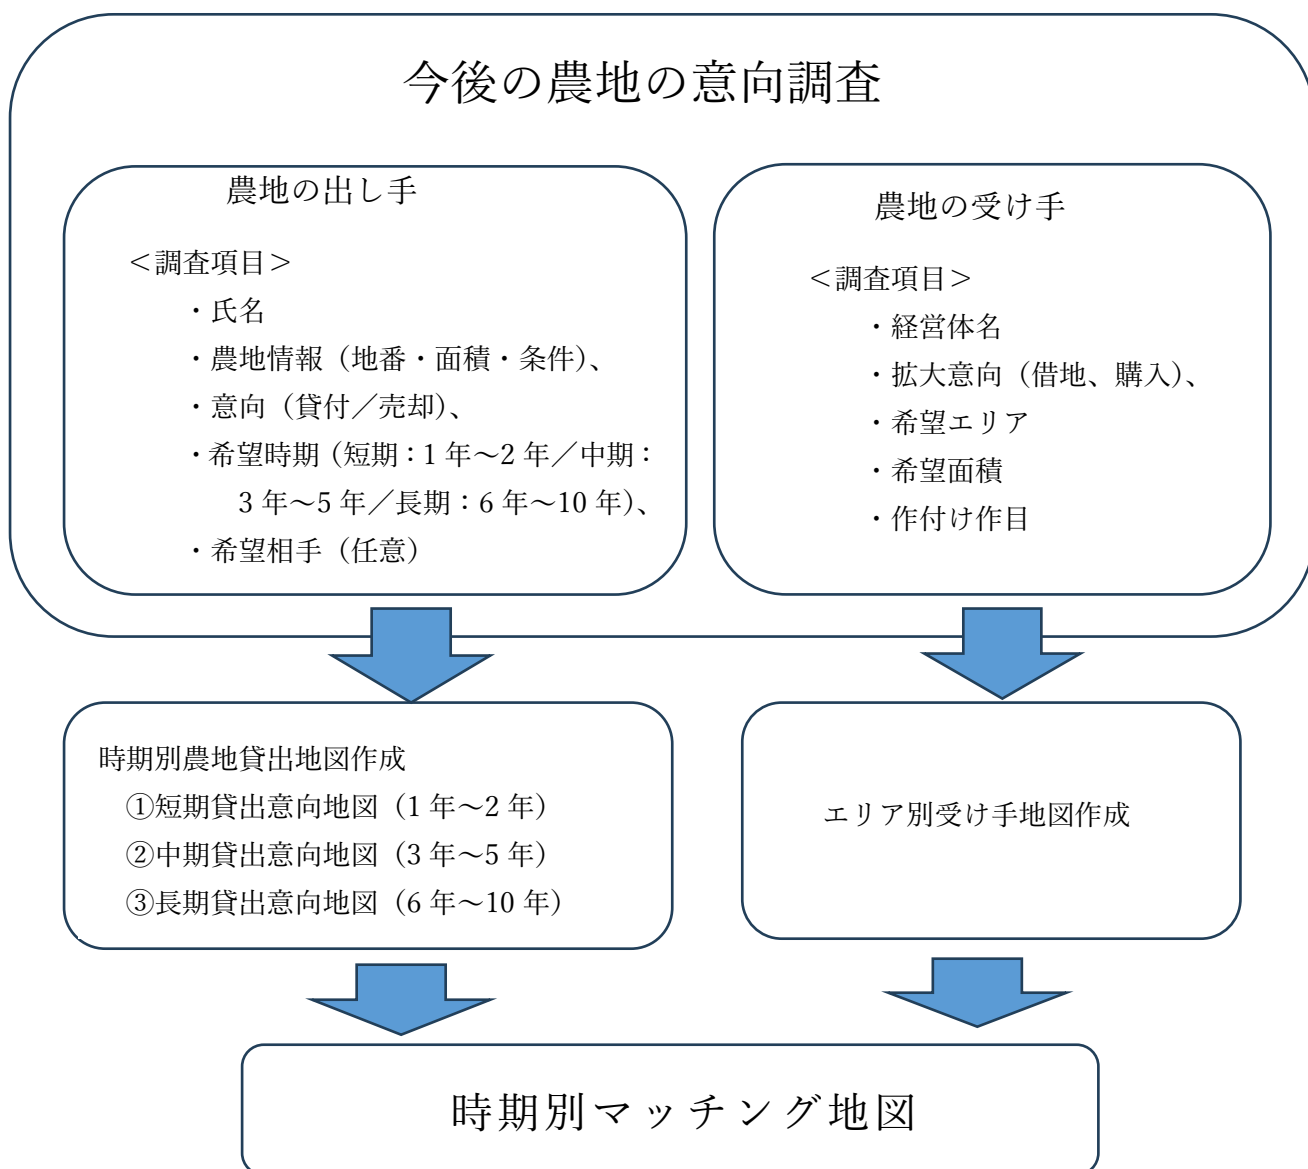 今後の農地の意向調査
農地の出し手
＜調査項目＞
・氏名
・農地情報（地番・面積・条件）、
・意向（貸付／売却）、
・希望時期（短期：1 年～2 年／中期：
3 年～5 年／長期：6 年～10 年）、
・希望相手（任意）
農地の受け手
＜調査項目＞
・経営体名
・拡大意向（借地、購入）、
・希望エリア
・希望面積
・作付け作目
時期別農地貸出地図作成
①短期貸出意向地図（1 年～2 年）
②中期貸出意向地図（3 年～5 年）
③長期貸出意向地図（6 年～10 年）
エリア別受け手地図作成
時期別マッチング地図